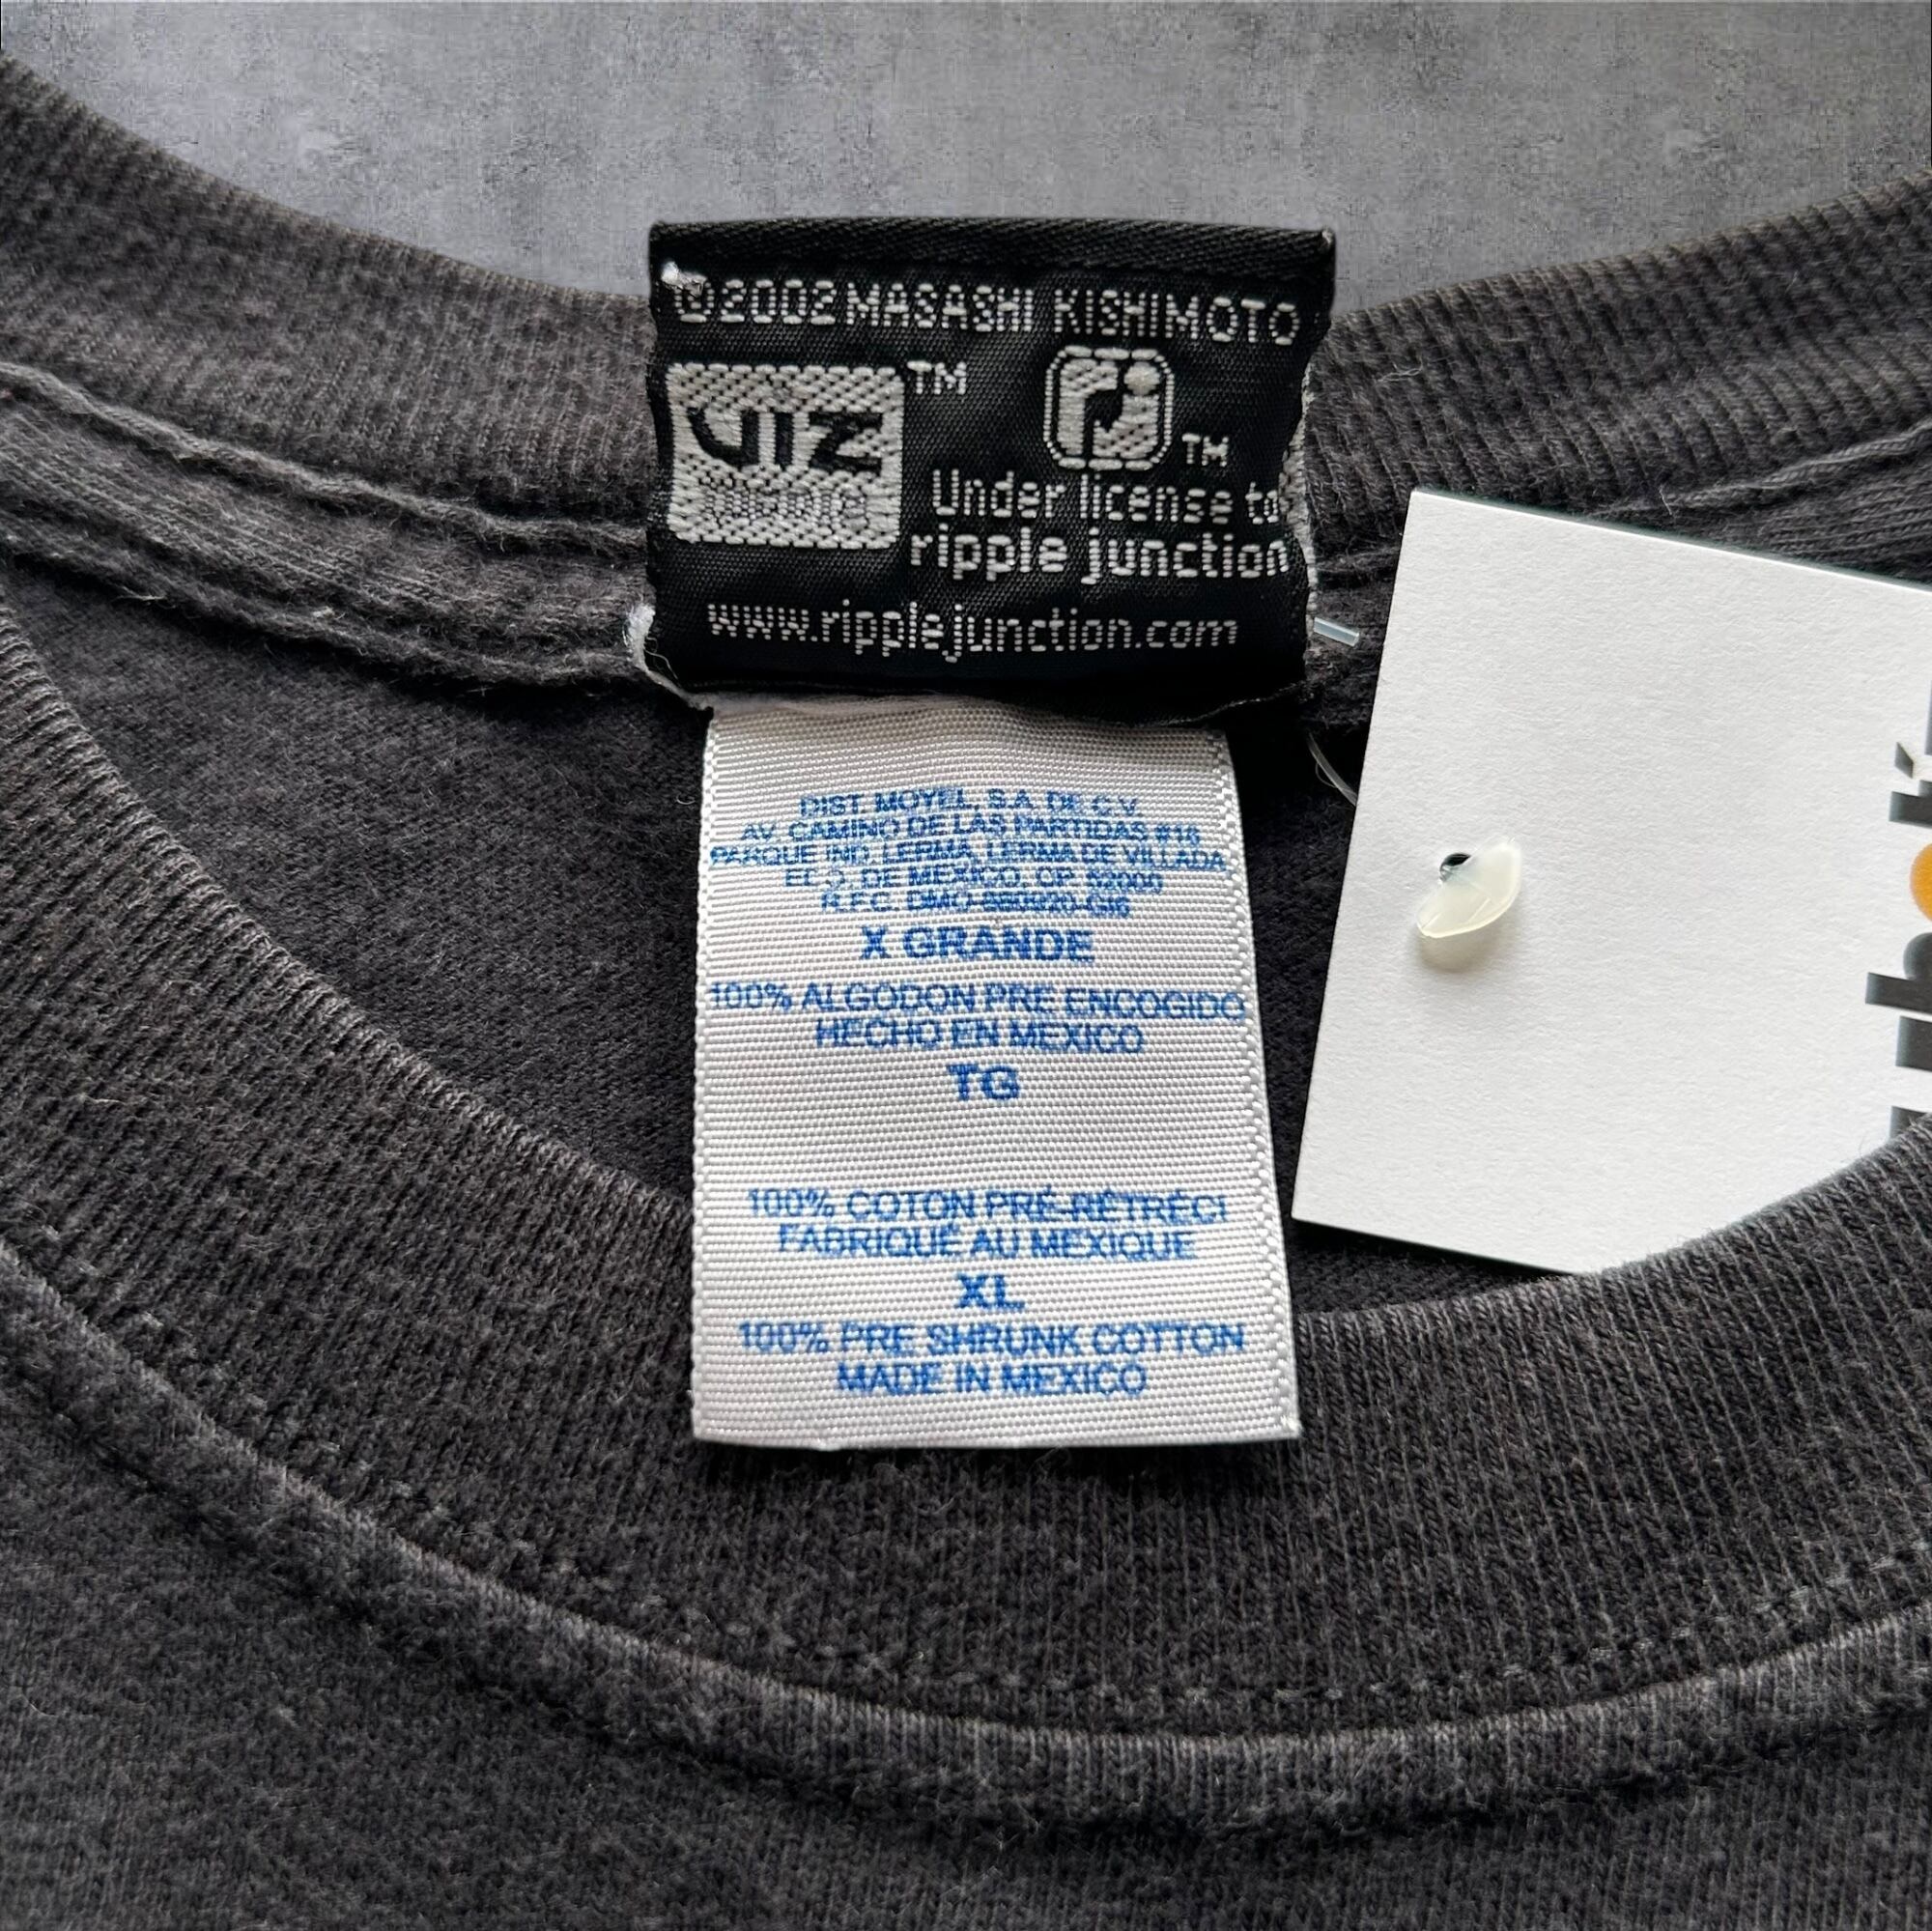 ©2002 MASASHI KISHIMOTO
VIZ TM
ri TM
Under license to
ripple junction
www.ripplejunction.com
DIST. MOYEL, S.A. DE C.V.
AV. CAMINO DE LAS PARTIDAS #16
PARQUE IND. LERMA, LERMA DE VILLADA
DE MEXICO, CP. 52000
R.F.C.
X GRANDE
100% ALGODON PRE ENCOGIDO
HECHO EN MEXICO
TG
100% COTON PRÉ-RÉTRÉCI
FABRIQUÉ AU MEXIQUE
XL
100% PRE SHRUNK COTTON
MADE IN MEXICO